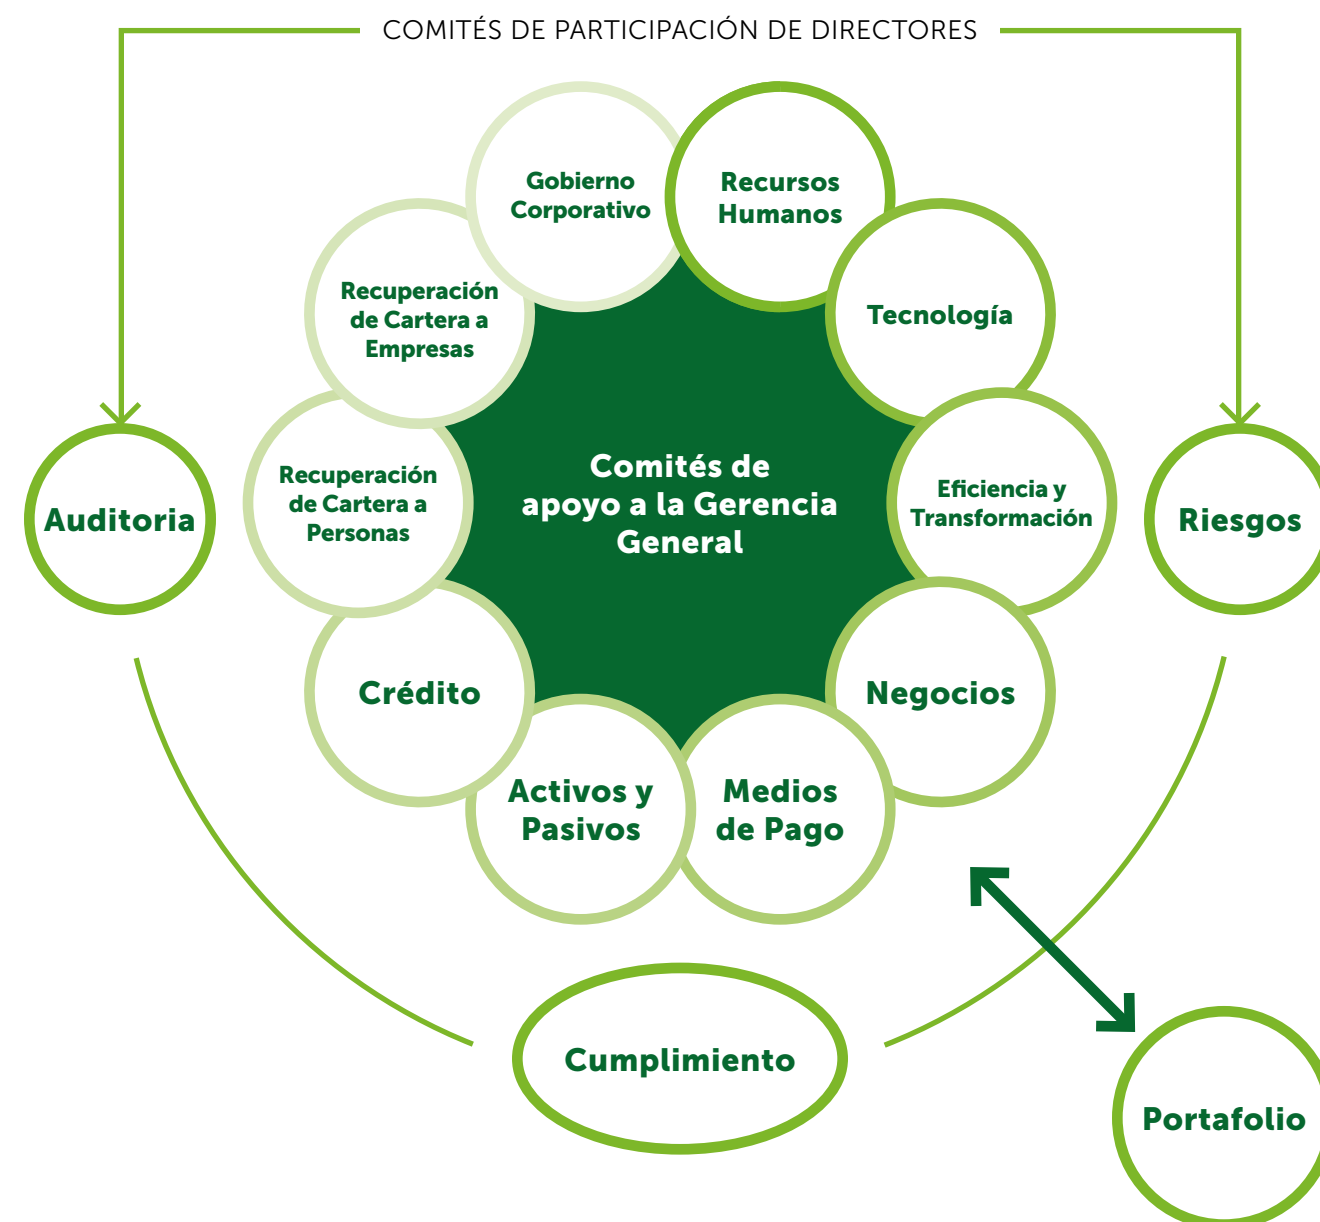 COMITÉS DE PARTICIPACIÓN DE DIRECTORES
Gobierno
Corporativo
Recursos
Humanos
Recuperación
de Cartera a
Empresas
Tecnología
Recuperación
de Cartera a
Personas
Comités de
apoyo a la Gerencia
General
Eficiencia y
Transformación
Auditoria
Riesgos
Crédito
Negocios
Activos y
Pasivos
Medios
de Pago
Cumplimiento
Portafolio